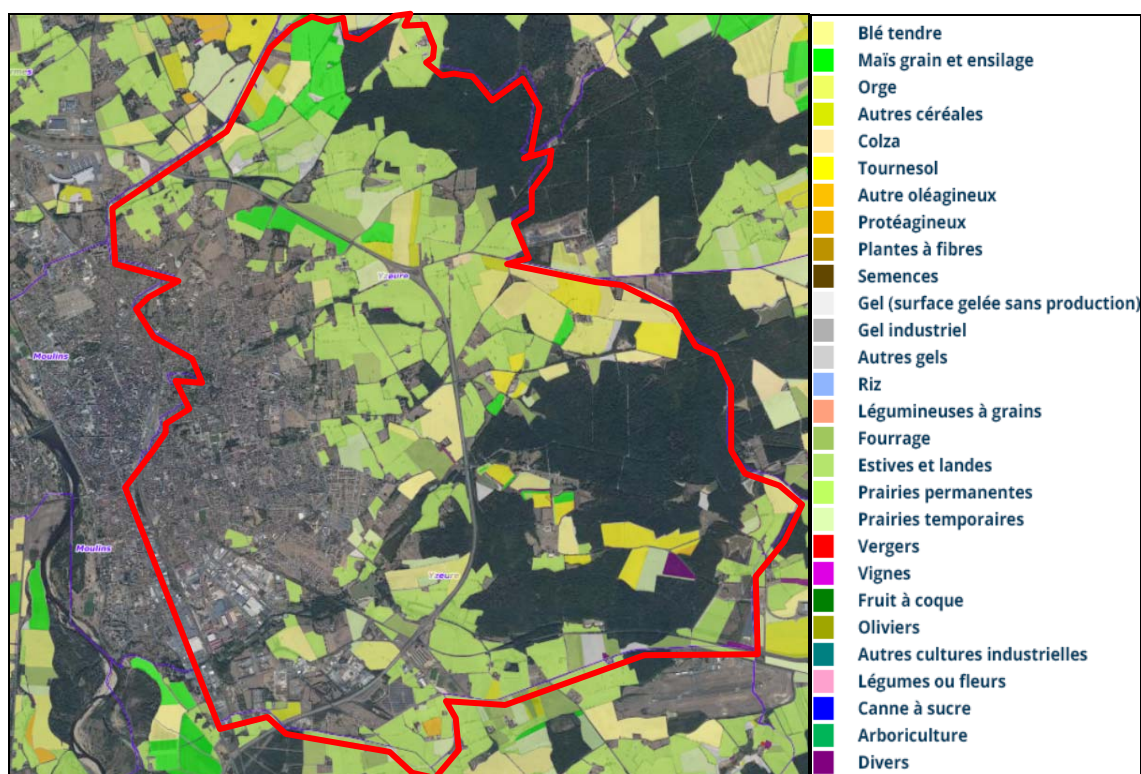 Moulins
Moulins
Yzeure
Yzeure
Blé tendre
Maïs grain et ensilage
Orge
Autres céréales
Colza
Tournesol
Autre oléagineux
Protéagineux
Plantes à fibres
Semences
Gel (surface gelée sans production)
Gel industriel
Autres gels
Riz
Légumineuses à grains
Fourrage
Estives et landes
Prairies permanentes
Prairies temporaires
Vergers
Vignes
Fruit à coque
Oliviers
Autres cultures industrielles
Légumes ou fleurs
Canne à sucre
Arboriculture
Divers